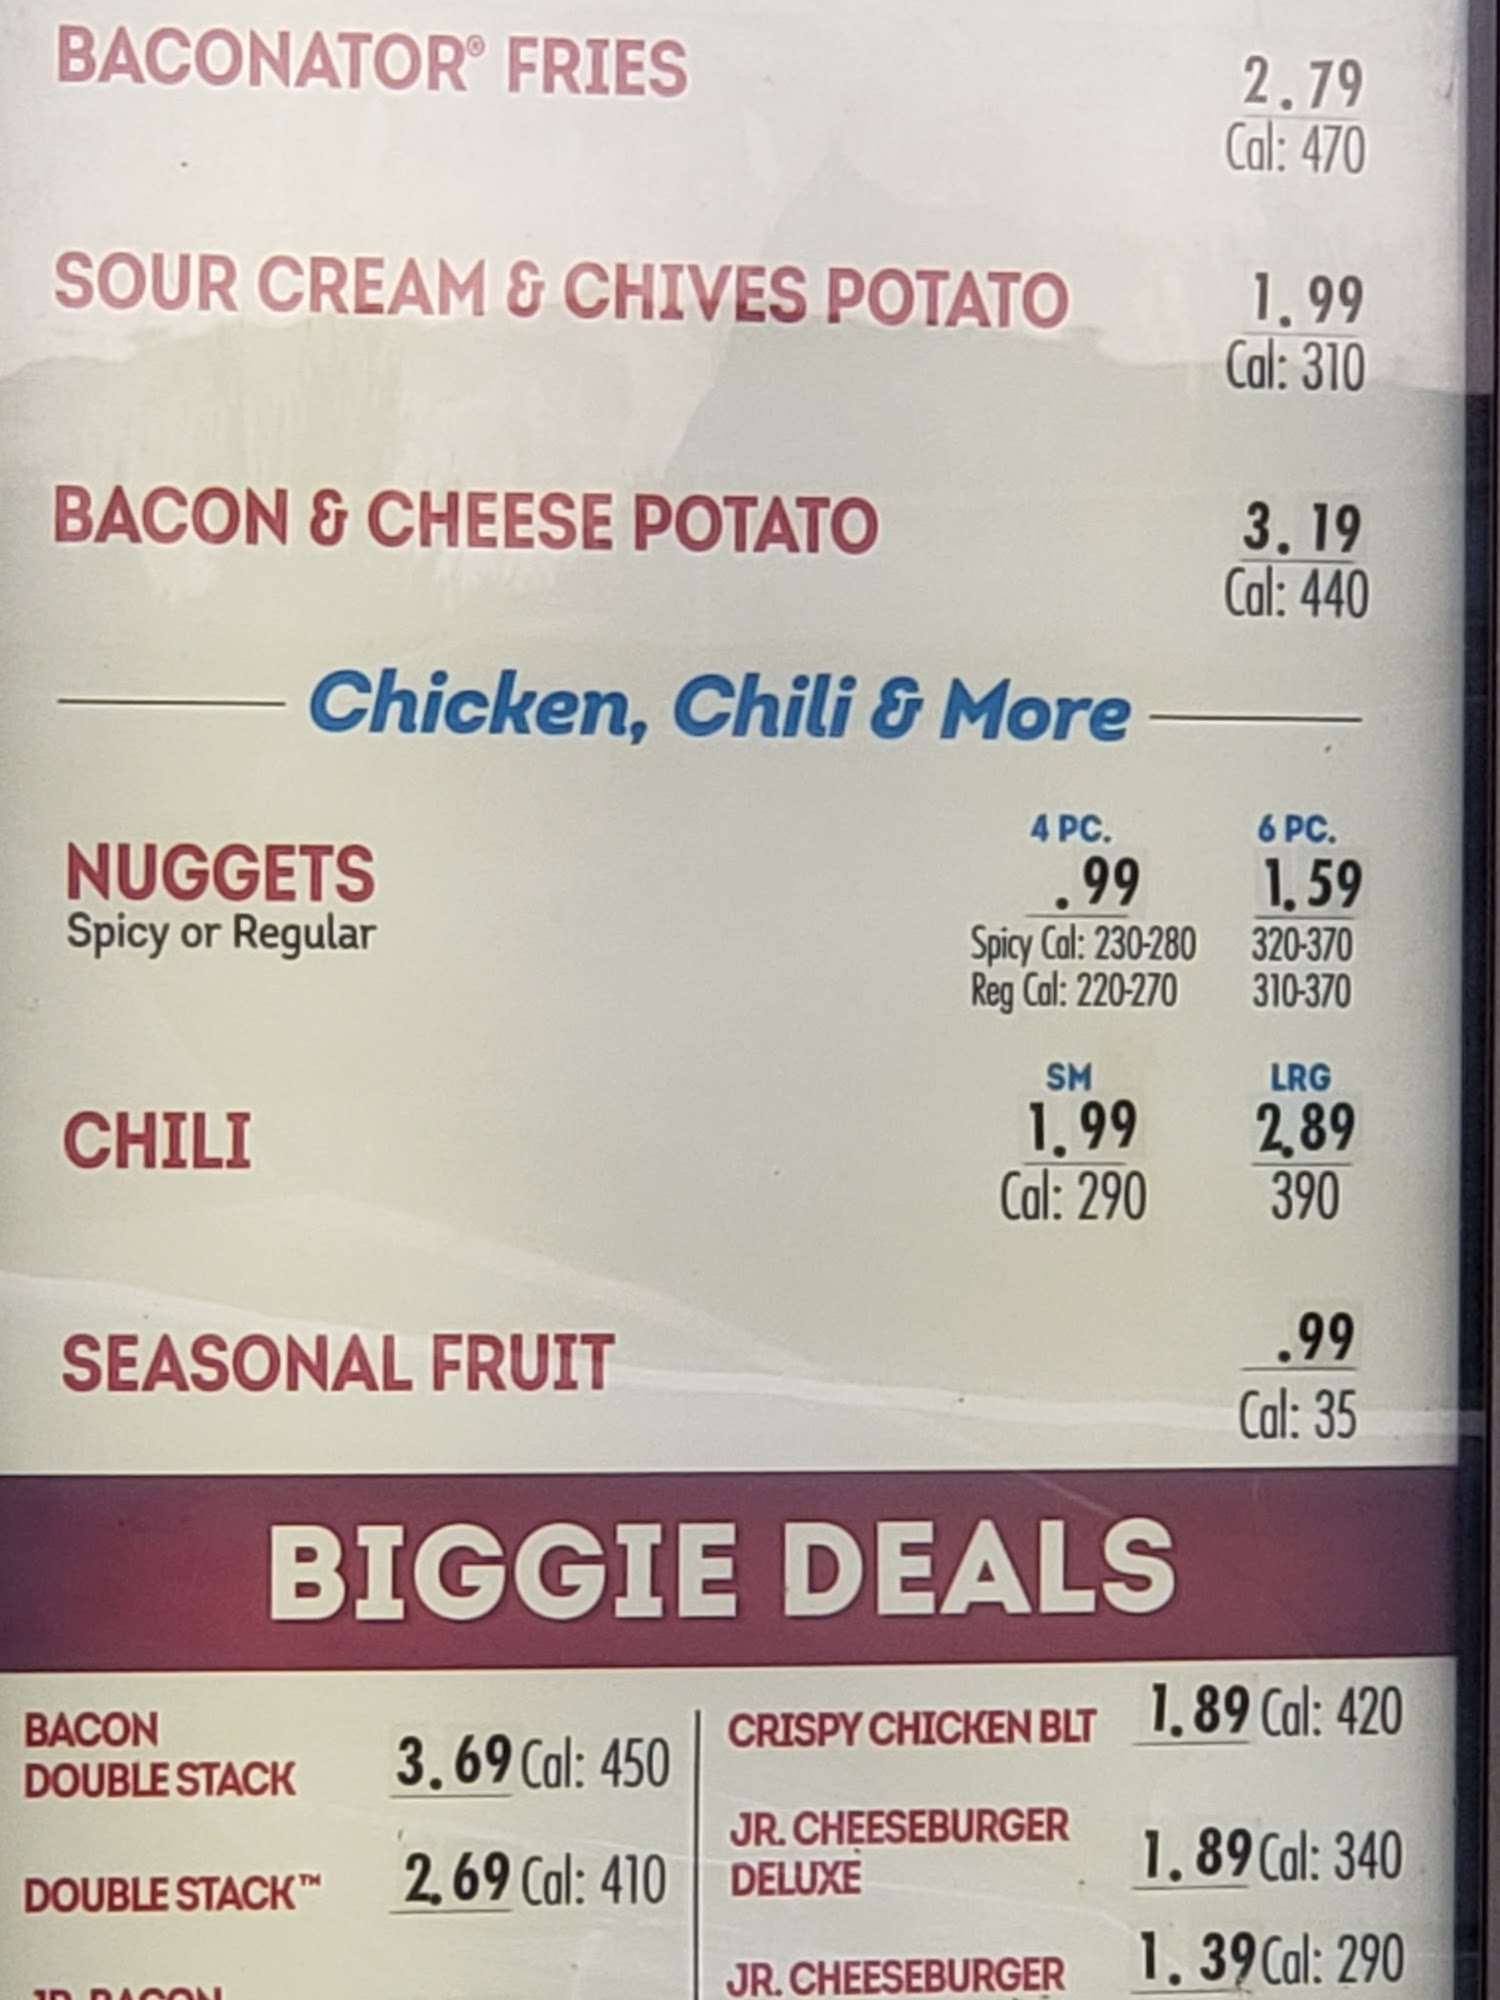 BACONATOR® FRIES
2.79
Cal: 470
SOUR CREAM & CHIVES POTATO
1.99
Cal: 310
BACON & CHEESE POTATO
3.19
Cal: 440
Chicken, Chili & More
4 PC. 6 PC.
NUGGETS .99 1.59
Spicy or Regular Spicy Cal: 230-280 320-370
Reg Cal: 220-270 310-370
SM LRG
CHILI 1.99 2.89
Cal: 290 390
SEASONAL FRUIT .99
Cal: 35
BIGGIE DEALS
BACON
DOUBLE STACK 3.69 Cal: 450
DOUBLE STACK™ 2.69 Cal: 410
JR. BACON
CRISPY CHICKEN BLT 1.89 Cal: 420
JR. CHEESEBURGER
DELUXE 1.89 Cal: 340
JR. CHEESEBURGER 1.39 Cal: 290